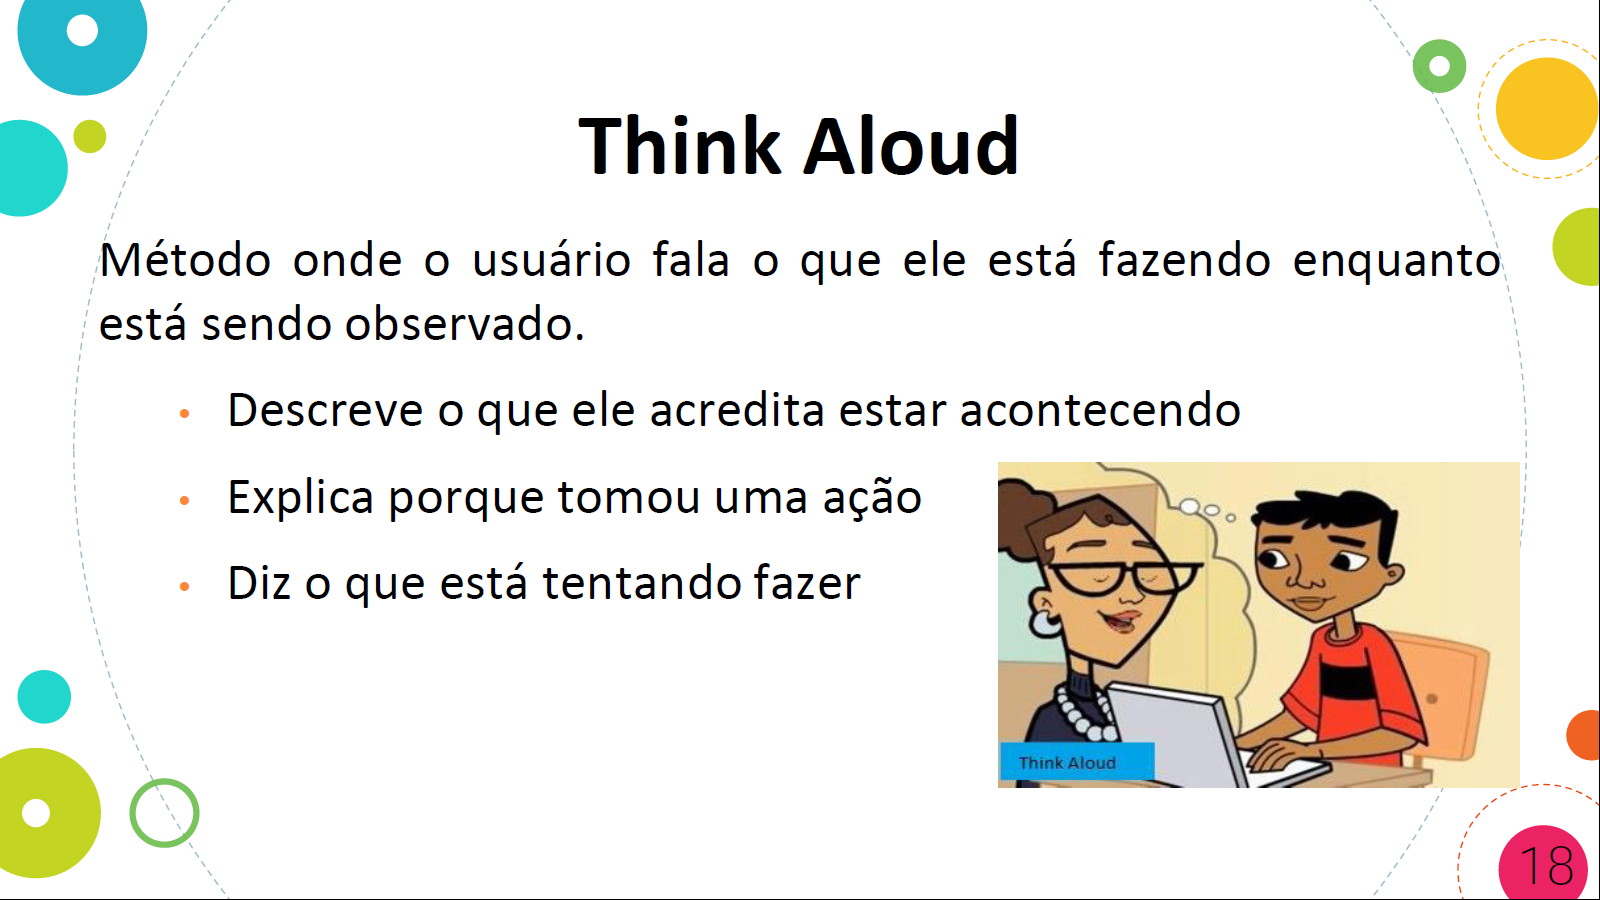 Think Aloud
Método onde o usuário fala o que ele está fazendo enquanto
está sendo observado.
• Descreve o que ele acredita estar acontecendo
• Explica porque tomou uma ação
• Diz o que está tentando fazer
Think Aloud
18